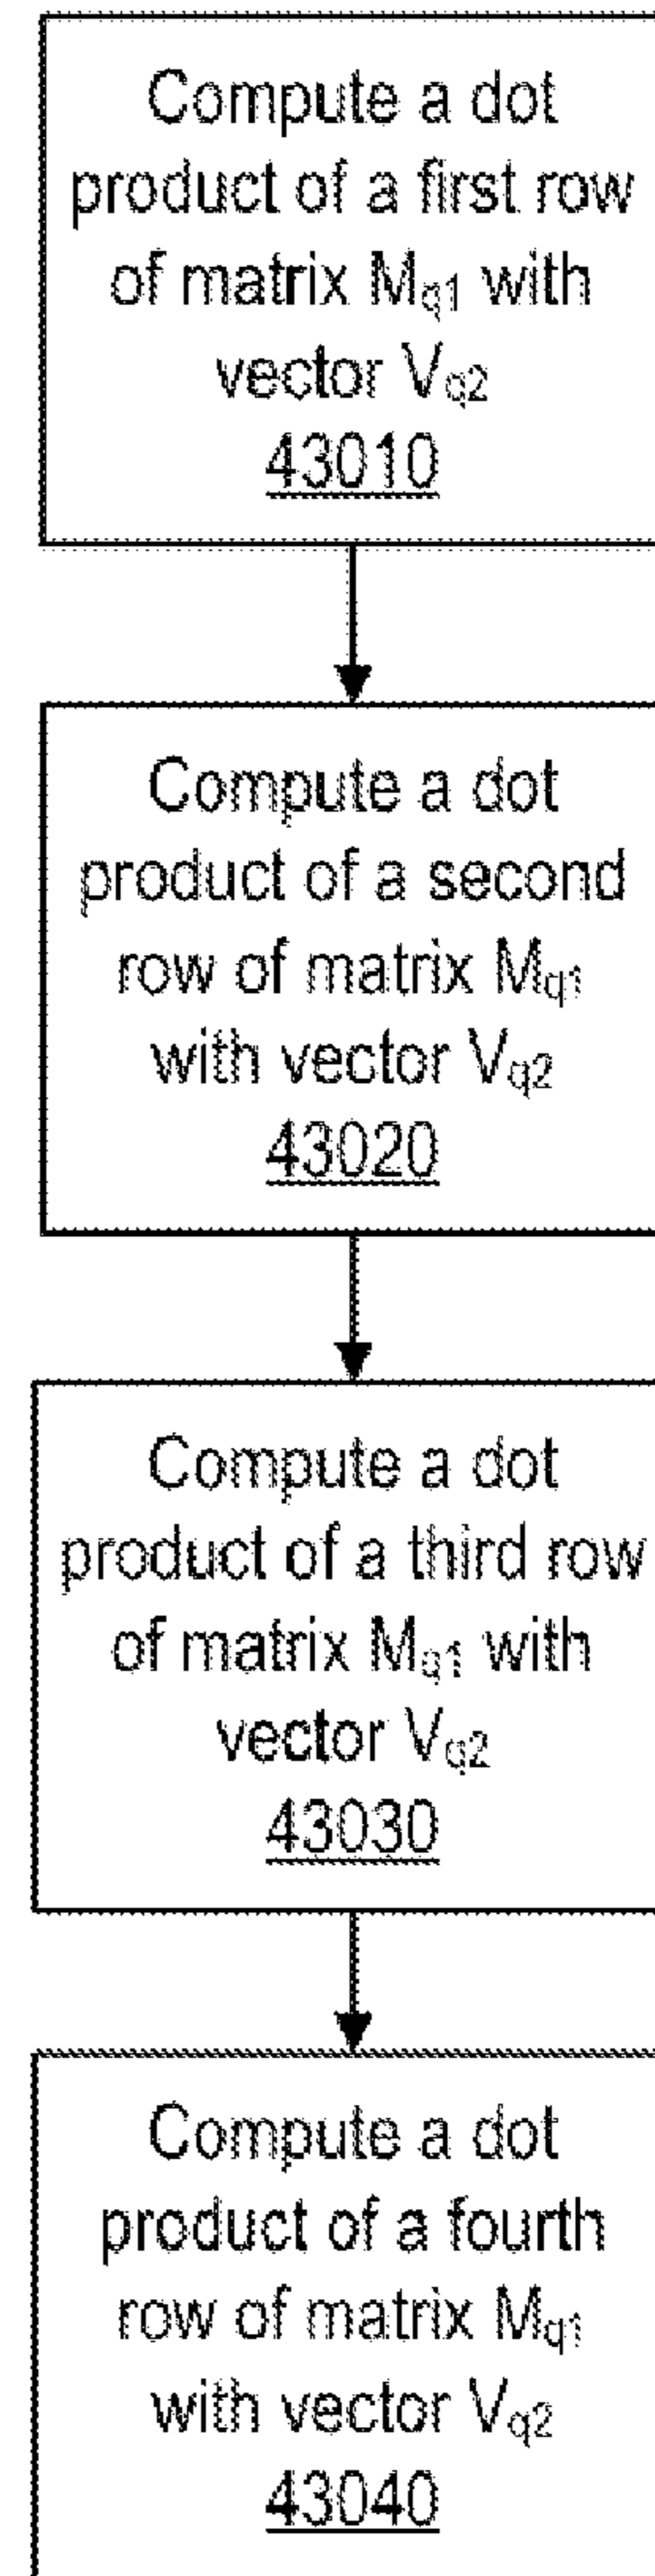 Compute a dot
product of a first row
of matrix Mq1 with
vector Vq2
43010
Compute a dot
product of a second
row of matrix Mq1
with vector Vq2
43020
Compute a dot
product of a third row
of matrix Mq1 with
vector Vq2
43030
Compute a dot
product of a fourth
row of matrix Mq1
with vector Vq2
43040